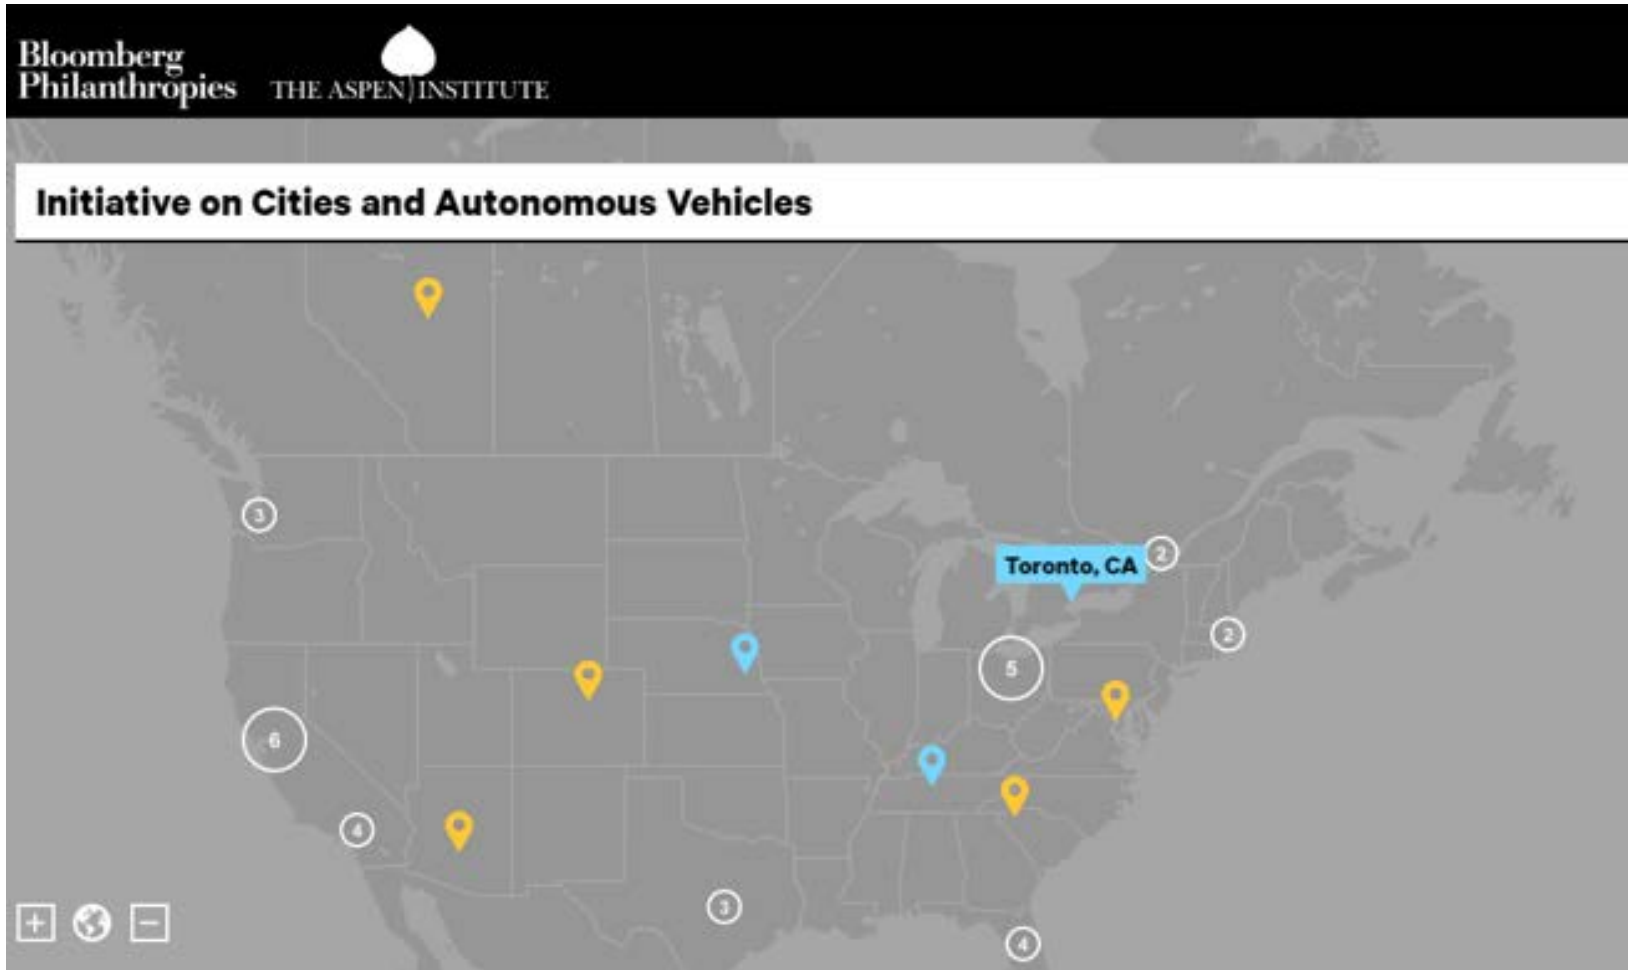 Bloomberg
Philanthropies
THE ASPEN INSTITUTE
Initiative on Cities and Autonomous Vehicles
3
2
Toronto, CA
2
5
6
4
3
4